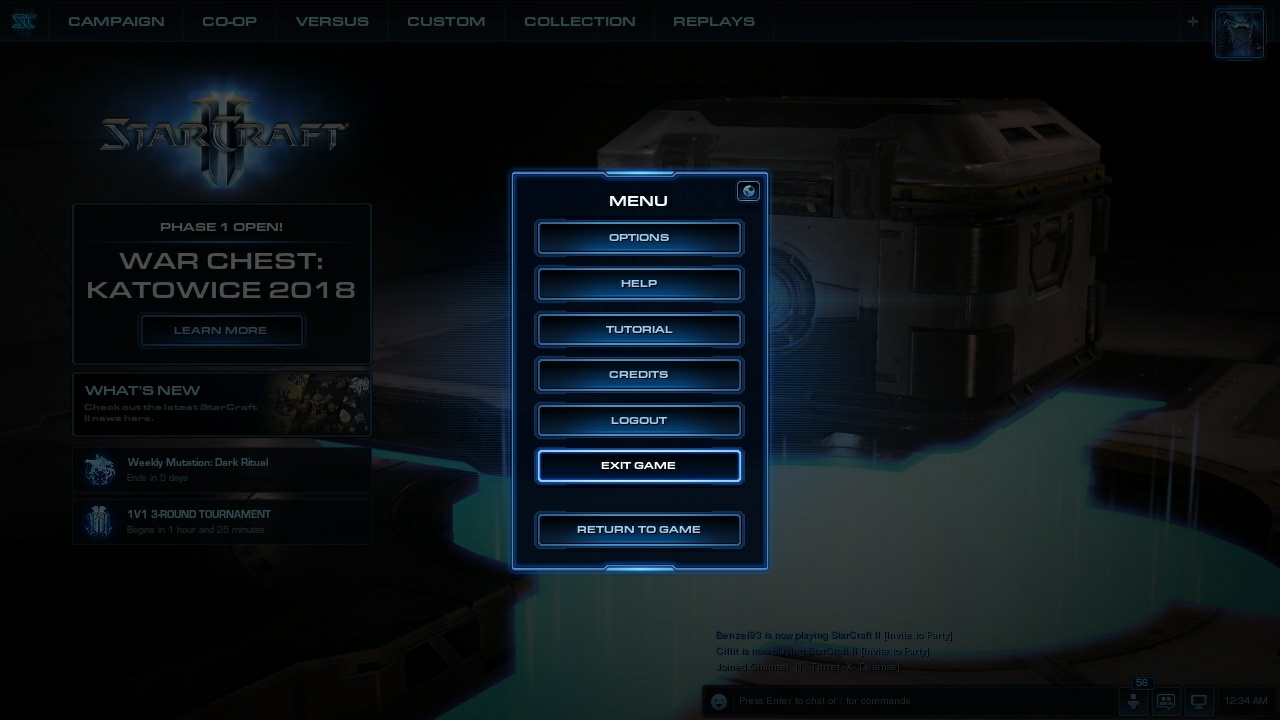 CAMPAIGN CO-OP VERSUS CUSTOM COLLECTION REPLAYS
STARCRAFT
II
PHASE 1 OPEN!
WAR CHEST:
KATOWICE 2018
LEARN MORE
WHAT'S NEW
Check out the latest StarCraft
II news here.
Weekly Mutation: Dark Ritual
Ends in 5 days
1V1 3-ROUND TOURNAMENT
Begins in 1 hour and 25 minutes
MENU
OPTIONS
HELP
TUTORIAL
CREDITS
LOGOUT
EXIT GAME
RETURN TO GAME
is now playing StarCraft II [Invite to Party]
is now playing StarCraft II [Invite to Party]
Joined Channel: [1. Turret -X- Defense]
56
Press Enter to chat or / for commands
12:34 AM